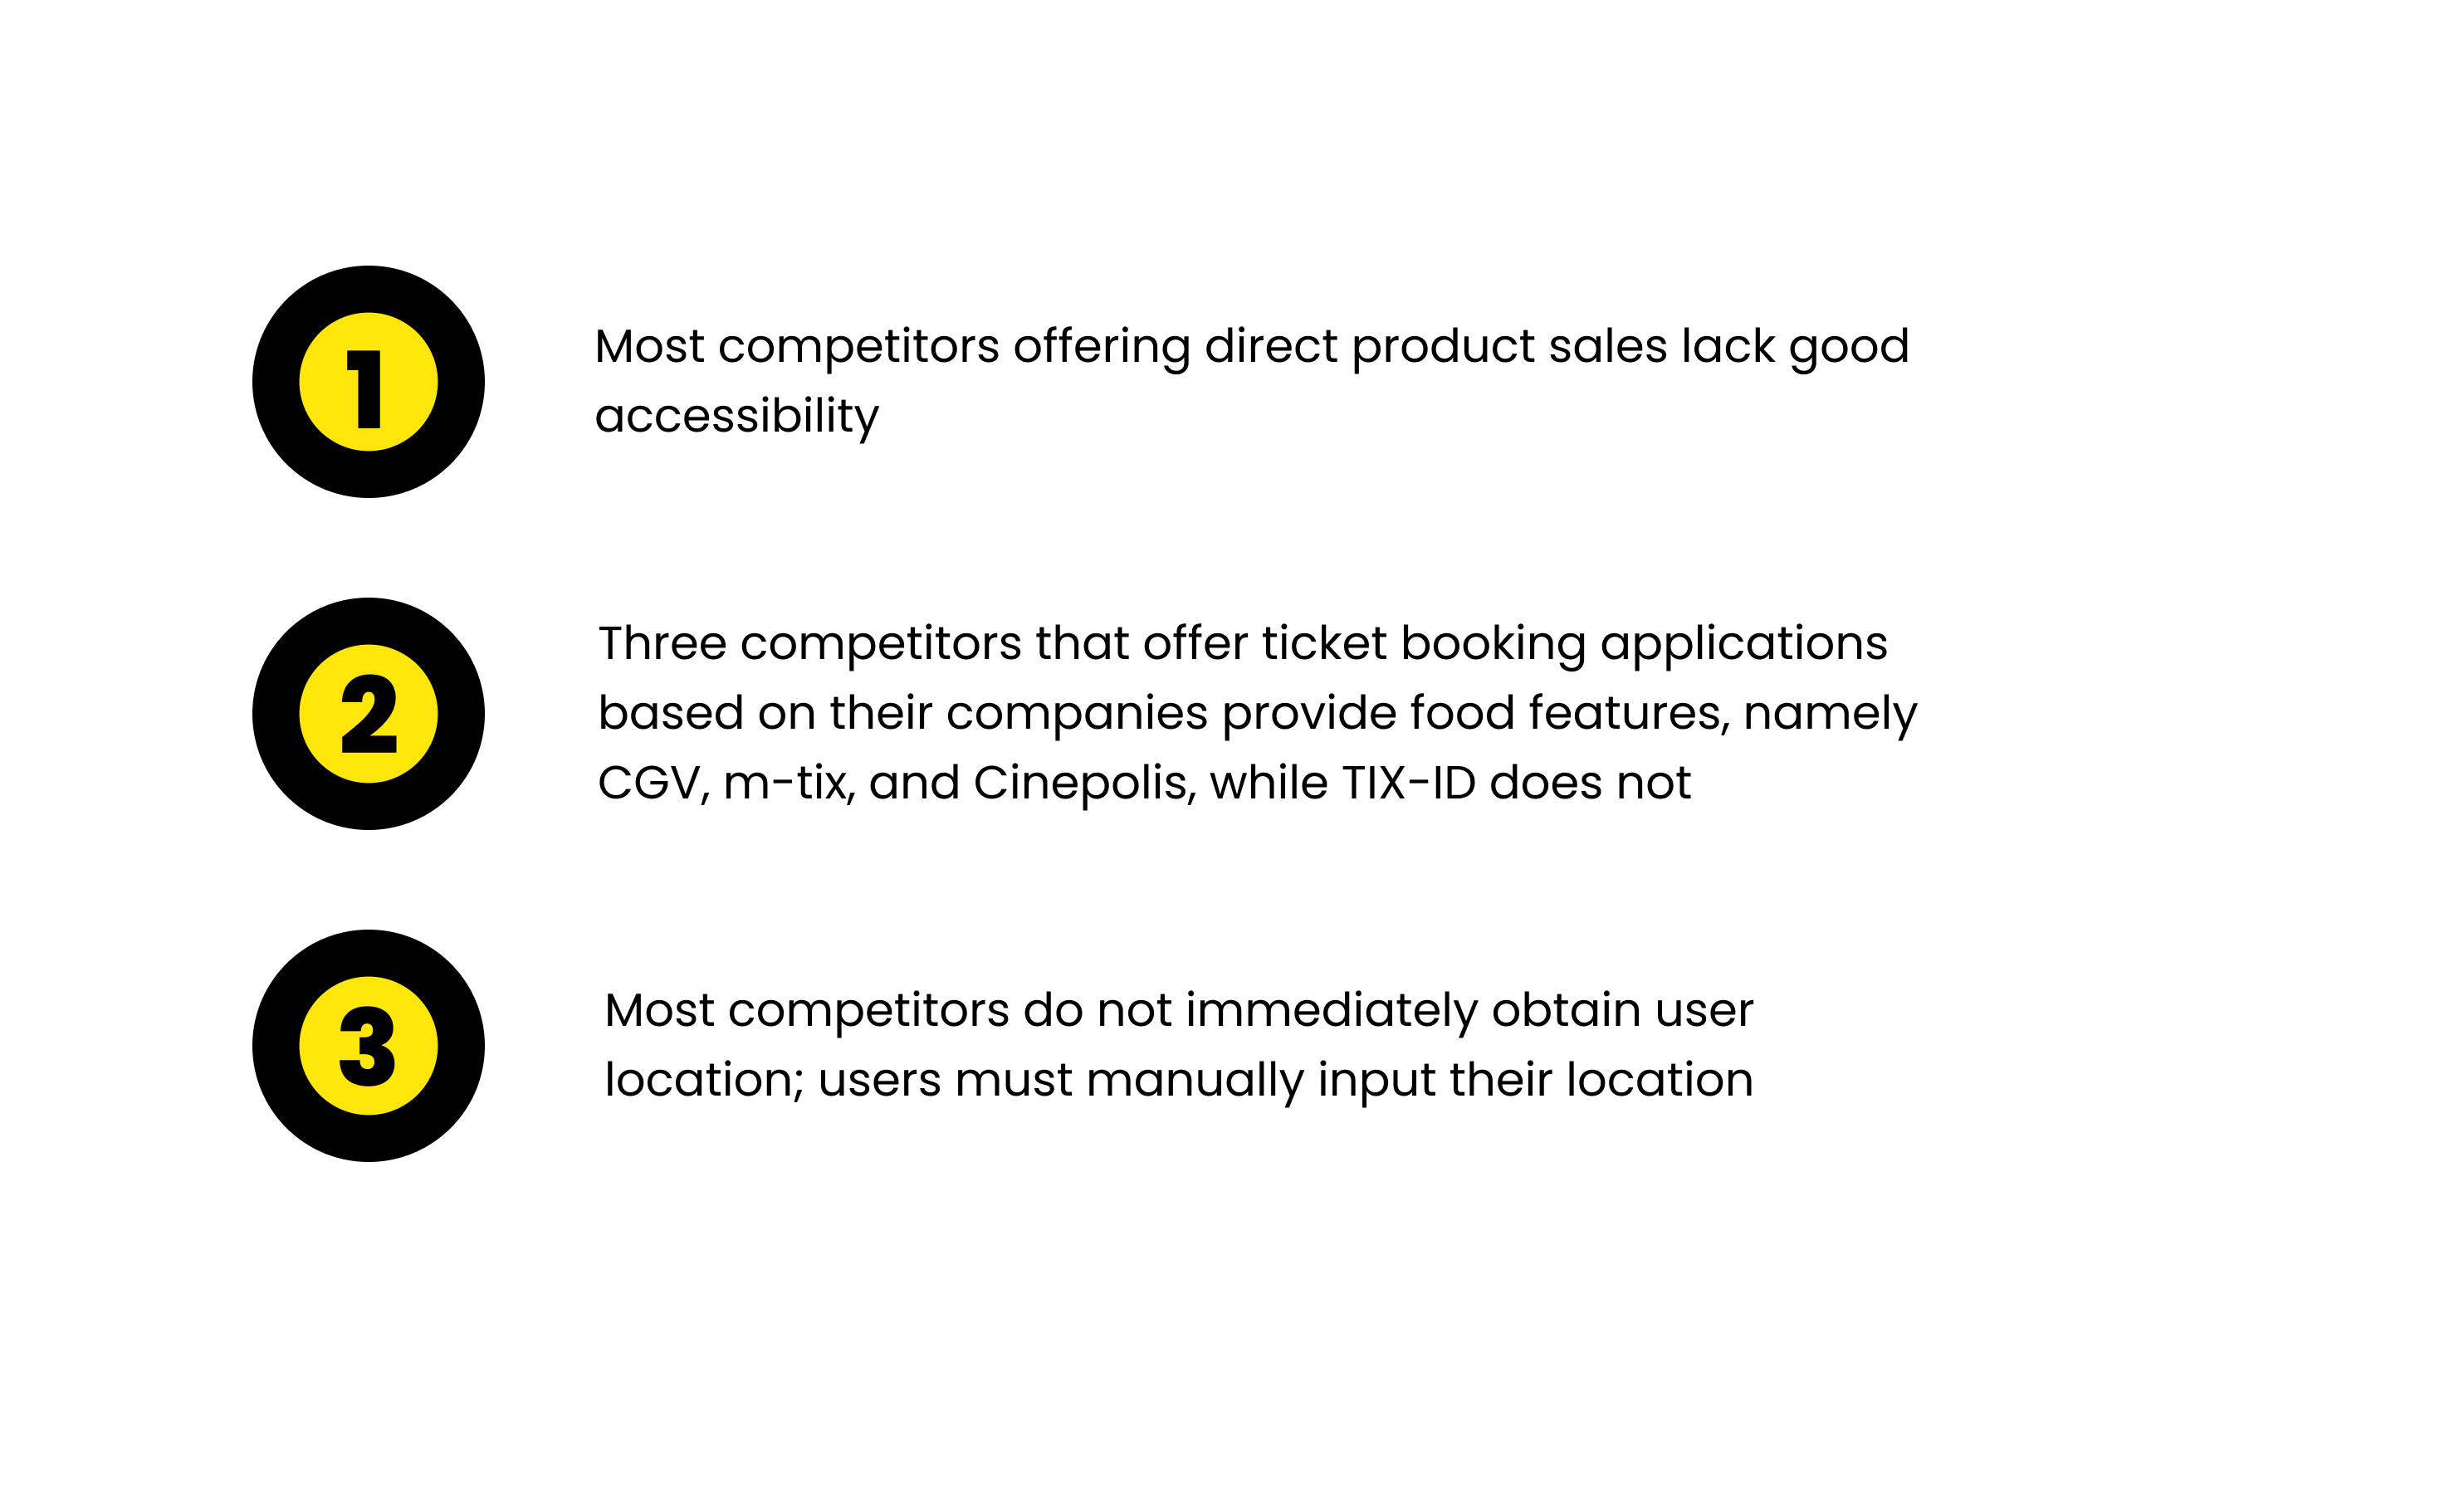 1
Most competitors offering direct product sales lack good
accessibility
2
Three competitors that offer ticket booking applications
based on their companies provide food features, namely
CGV, m-tix, and Cinepolis, while TIX-ID does not
3
Most competitors do not immediately obtain user
location; users must manually input their location